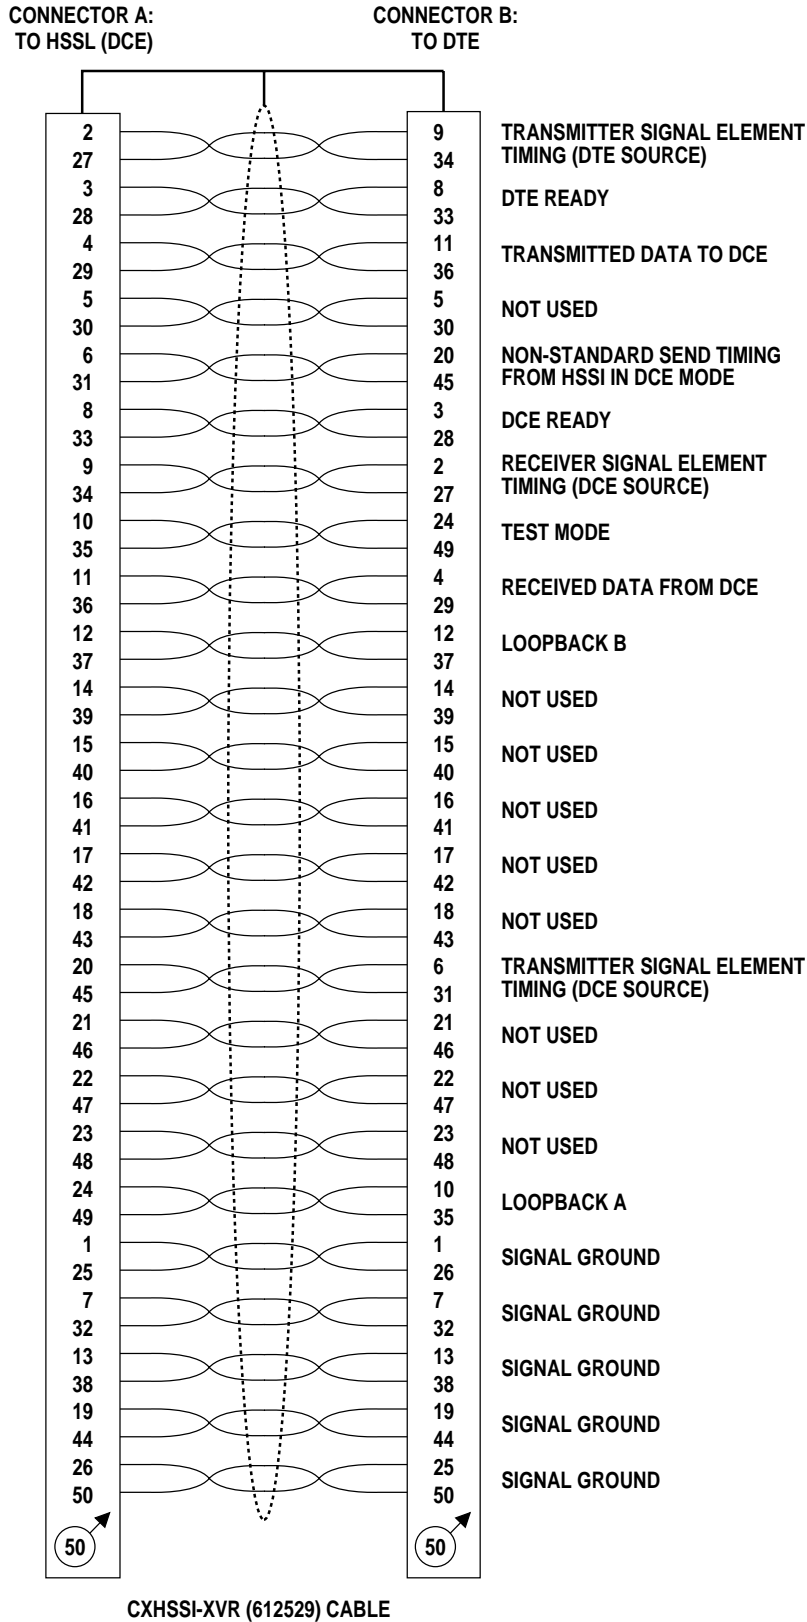 CONNECTOR A: CONNECTOR B:
TO HSSL (DCE) TO DTE
2 9 TRANSMITTER SIGNAL ELEMENT
27 34 TIMING (DTE SOURCE)
3 8 DTE READY
28 33
4 11 TRANSMITTED DATA TO DCE
29 36
5 5 NOT USED
30 30
6 20 NON-STANDARD SEND TIMING
31 45 FROM HSSI IN DCE MODE
8 3 DCE READY
33 28
9 2 RECEIVER SIGNAL ELEMENT
34 27 TIMING (DCE SOURCE)
10 24 TEST MODE
35 49
11 4 RECEIVED DATA FROM DCE
36 29
12 12 LOOPBACK B
37 37
14 14 NOT USED
39 39
15 15 NOT USED
40 40
16 16 NOT USED
41 41
17 17 NOT USED
42 42
18 18 NOT USED
43 43
20 6 TRANSMITTER SIGNAL ELEMENT
45 31 TIMING (DCE SOURCE)
21 21 NOT USED
46 46
22 22 NOT USED
47 47
23 23 NOT USED
48 48
24 10 LOOPBACK A
49 35
1 1 SIGNAL GROUND
25 26
7 7 SIGNAL GROUND
32 32
13 13 SIGNAL GROUND
38 38
19 19 SIGNAL GROUND
44 44
26 25 SIGNAL GROUND
50 50
50 50
CXHSSI-XVR (612529) CABLE